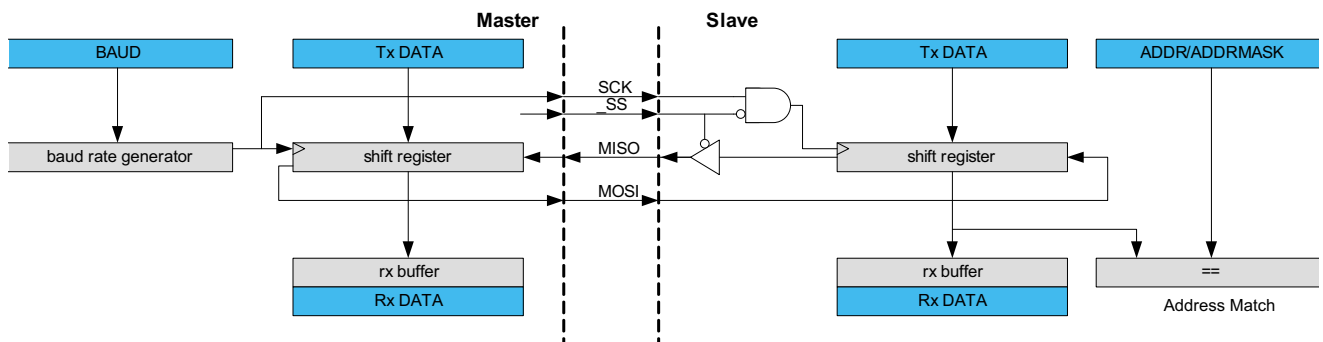 Master Slave
BAUD Tx DATA Tx DATA ADDR/ADDRMASK
SCK
_SS
baud rate generator shift register MISO shift register
MOSI
rx buffer rx buffer ==
Rx DATA Rx DATA Address Match